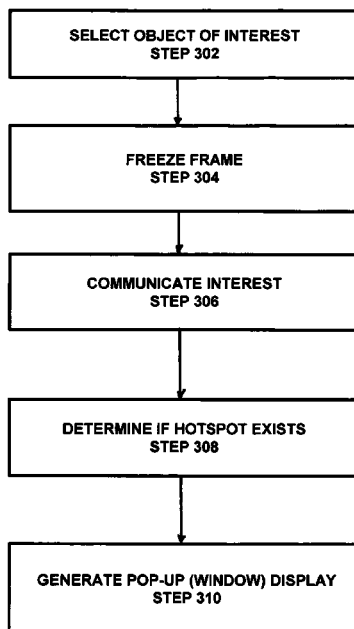 SELECT OBJECT OF INTEREST
STEP 302
FREEZE FRAME
STEP 304
COMMUNICATE INTEREST
STEP 306
DETERMINE IF HOTSPOT EXISTS
STEP 308
GENERATE POP-UP (WINDOW) DISPLAY
STEP 310